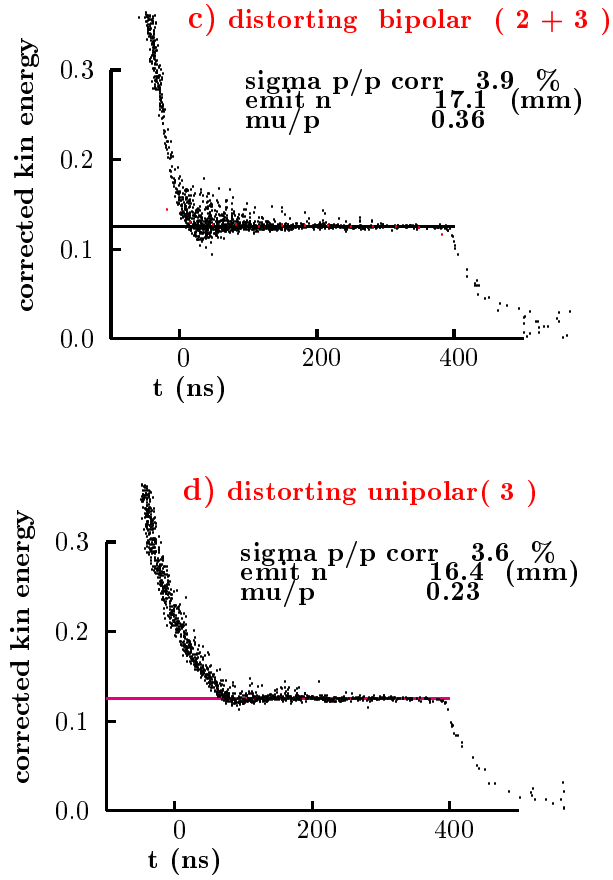 c) distorting bipolar ( 2 + 3 )
sigma p/p corr 3.9 %
emit n 17.1 (mm)
mu/p 0.36
corrected kin energy
0.3
0.2
0.1
0.0
0 200 400
t (ns)
d) distorting unipolar( 3 )
sigma p/p corr 3.6 %
emit n 16.4 (mm)
mu/p 0.23
corrected kin energy
0.3
0.2
0.1
0.0
0 200 400
t (ns)